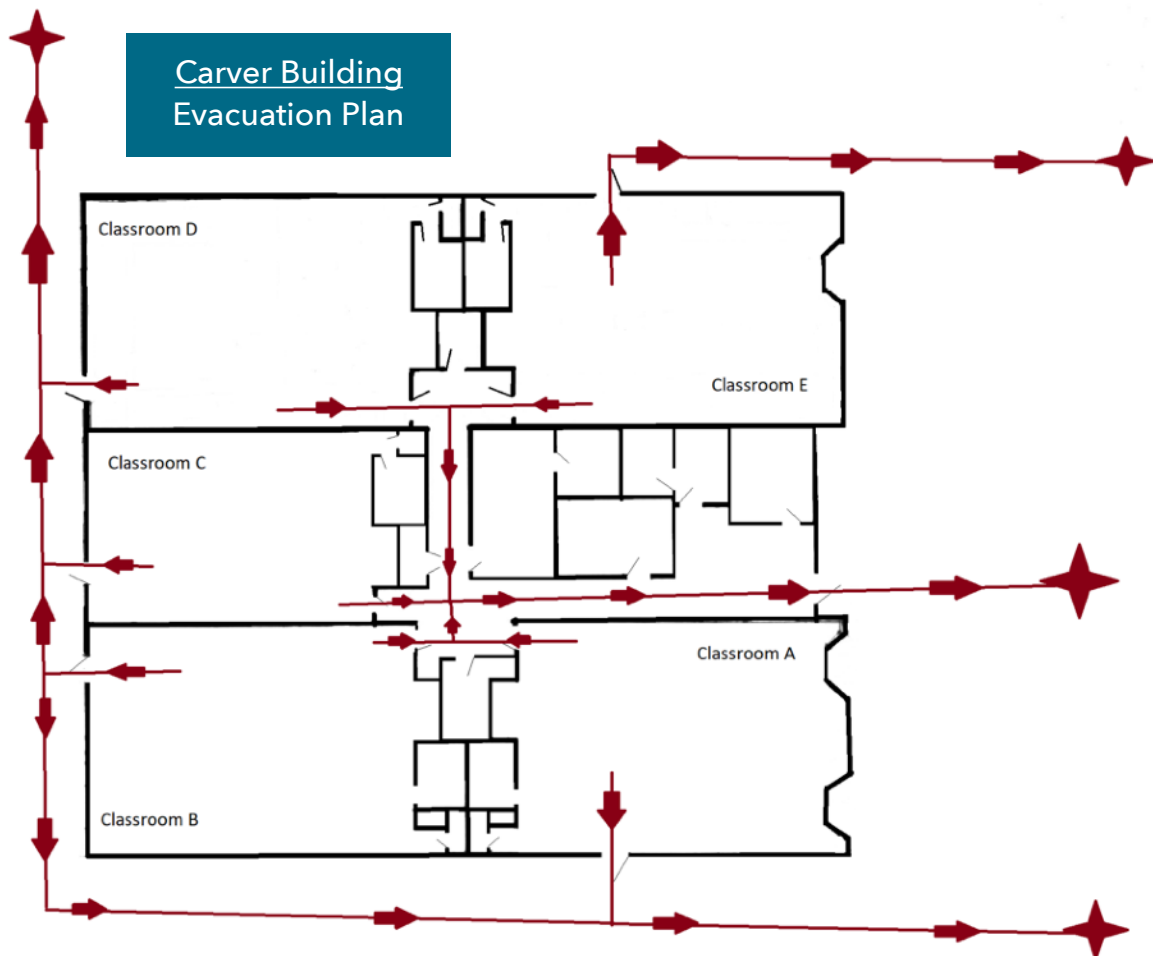 Carver Building
Evacuation Plan
Classroom D
Classroom E
Classroom C
Classroom A
Classroom B